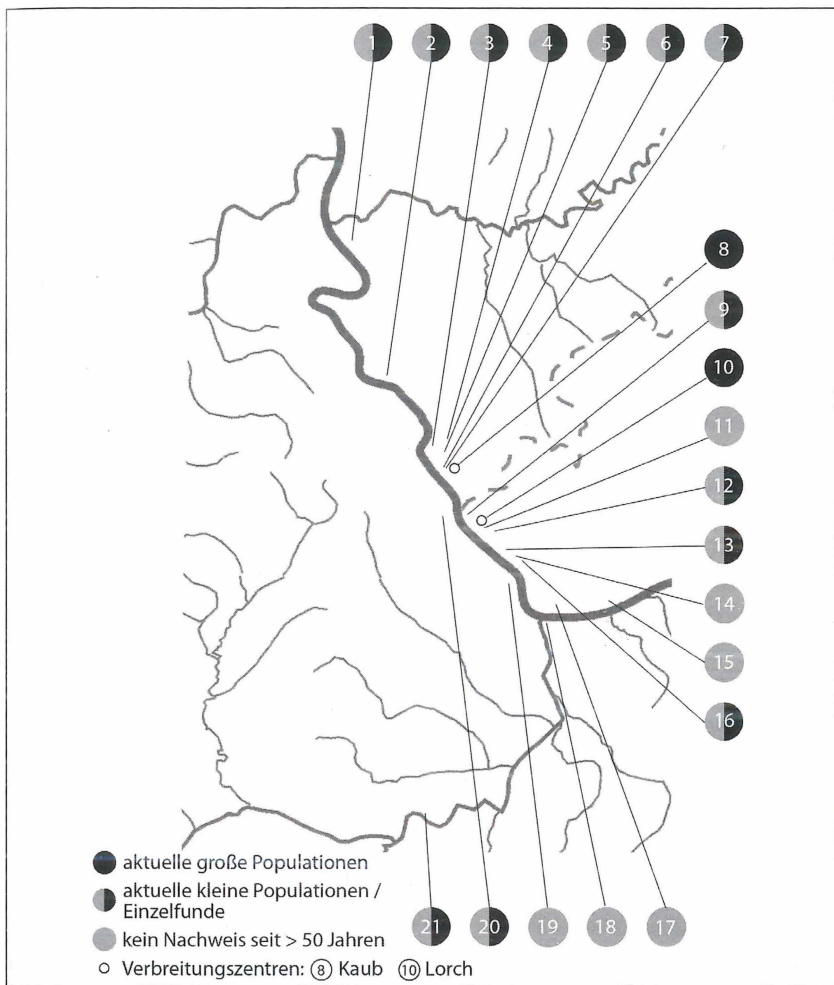 1 2 3 4 5 6 7
8
9
10
11
12
13
14
15
16
aktuelle große Populationen
aktuelle kleine Populationen /
Einzelfunde
kein Nachweis seit > 50 Jahren
21 20 19 18 17
Verbreitungszentren: 8 Kaub 10 Lorch